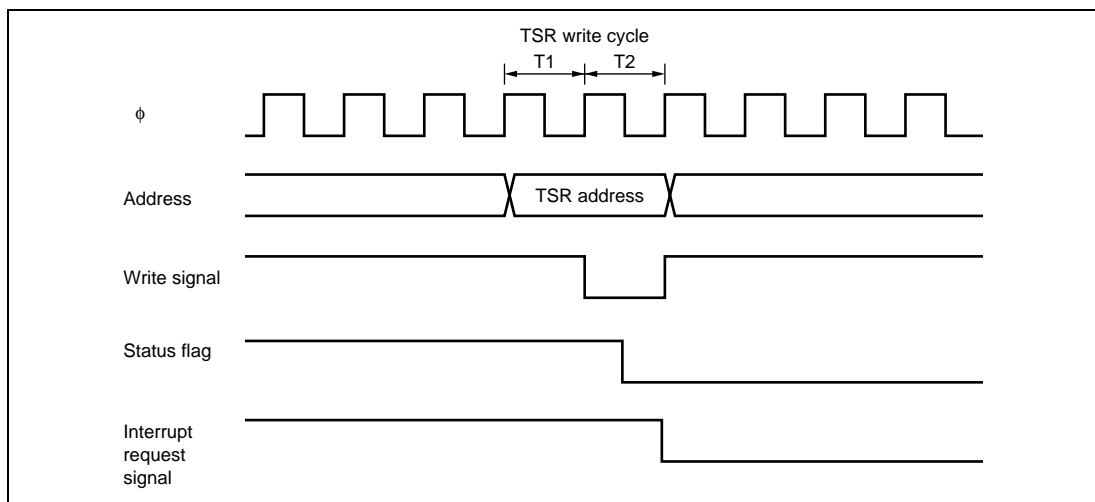 TSR write cycle
T1 T2
ϕ
Address
TSR address
Write signal
Status flag
Interrupt
request
signal